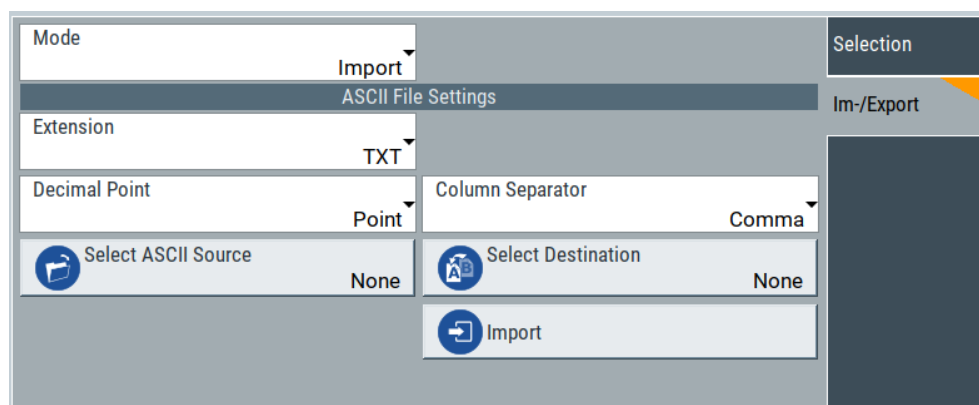 Mode
Import
ASCII File Settings
Extension
TXT
Decimal Point
Point
Column Separator
Comma
Select ASCII Source
None
Select Destination
None
Import
Selection
Im-/Export